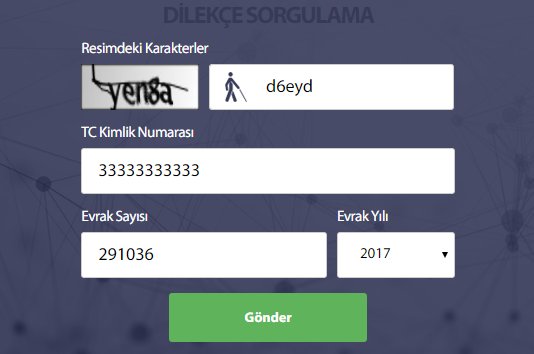 DİLEKÇE SORGULAMA
Resimdeki Karakterler
d6eyd
TC Kimlik Numarası
33333333333
Evrak Sayısı
Evrak Yılı
291036
2017
Gönder